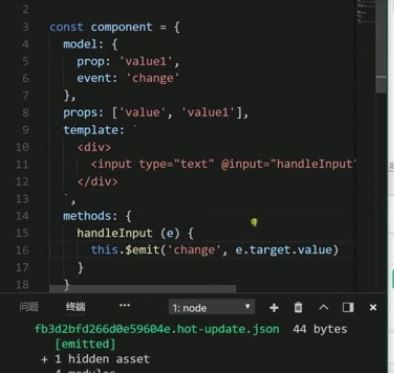 2
3 const component = {
4 model: {
5 prop: 'value1',
6 event: 'change'
7 },
8 props: ['value', 'value1'],
9 template: `
10 <div>
11 <input type="text" @input="handleInput"
12 </div>
13 `,
14 methods: {
15 handleInput (e) {
16 this.$emit('change', e.target.value)
17 }
18 }
问题 终端 ··· 1: node
fb3d2bfd266d0e59604e.hot-update.json 44 bytes
[emitted]
+ 1 hidden asset
4 modules